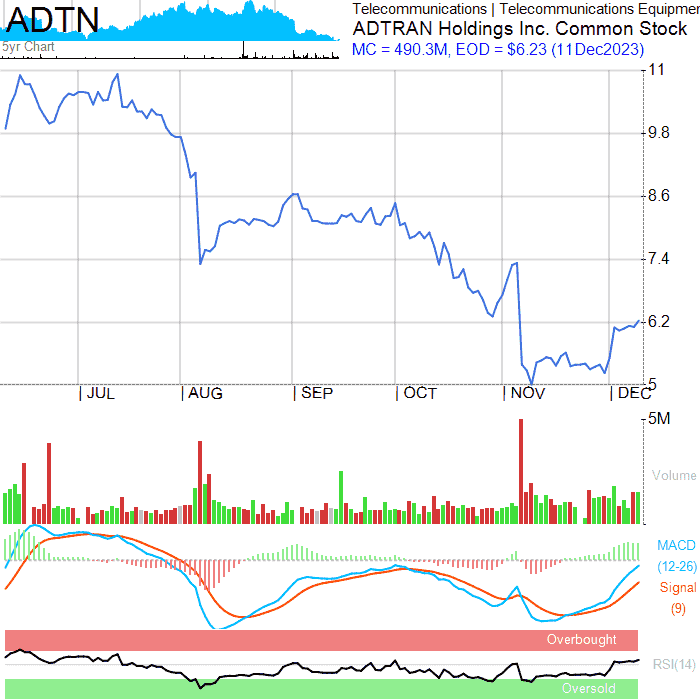 ADTN
5yr Chart
Telecommunications | Telecommunications Equipmen
ADTRAN Holdings Inc. Common Stock
MC = 490.3M, EOD = $6.23 (11Dec2023)
11
9.8
8.6
7.4
6.2
5
| JUL | AUG | SEP | OCT | NOV | DEC
5M
Volume
MACD
(12-26)
Signal
(9)
Overbought
RSI(14)
Oversold